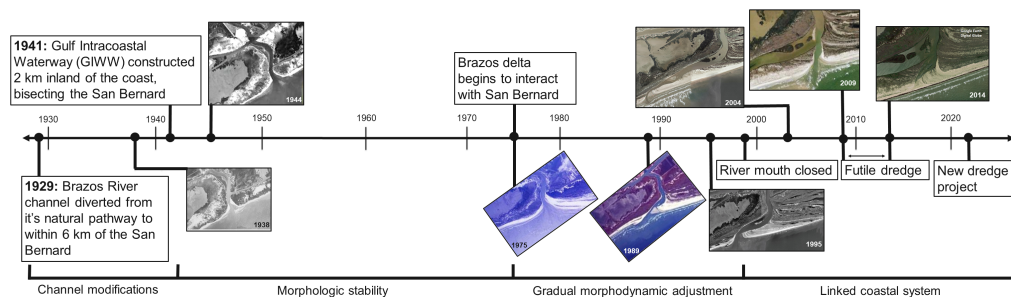 1941: Gulf Intracoastal
Waterway (GIWW) constructed
2 km inland of the coast,
bisecting the San Bernard
1944
Brazos delta
begins to interact
with San Bernard
2004
2009
Google Earth
Digital Globe
2014
1930
1940
1950
1960
1970
1980
1990
2000
2010
2020
1929: Brazos River
channel diverted from
it's natural pathway to
within 6 km of the San
Bernard
1938
1975
1989
1995
River mouth closed
Futile dredge
New dredge
project
Channel modifications
Morphologic stability
Gradual morphodynamic adjustment
Linked coastal system